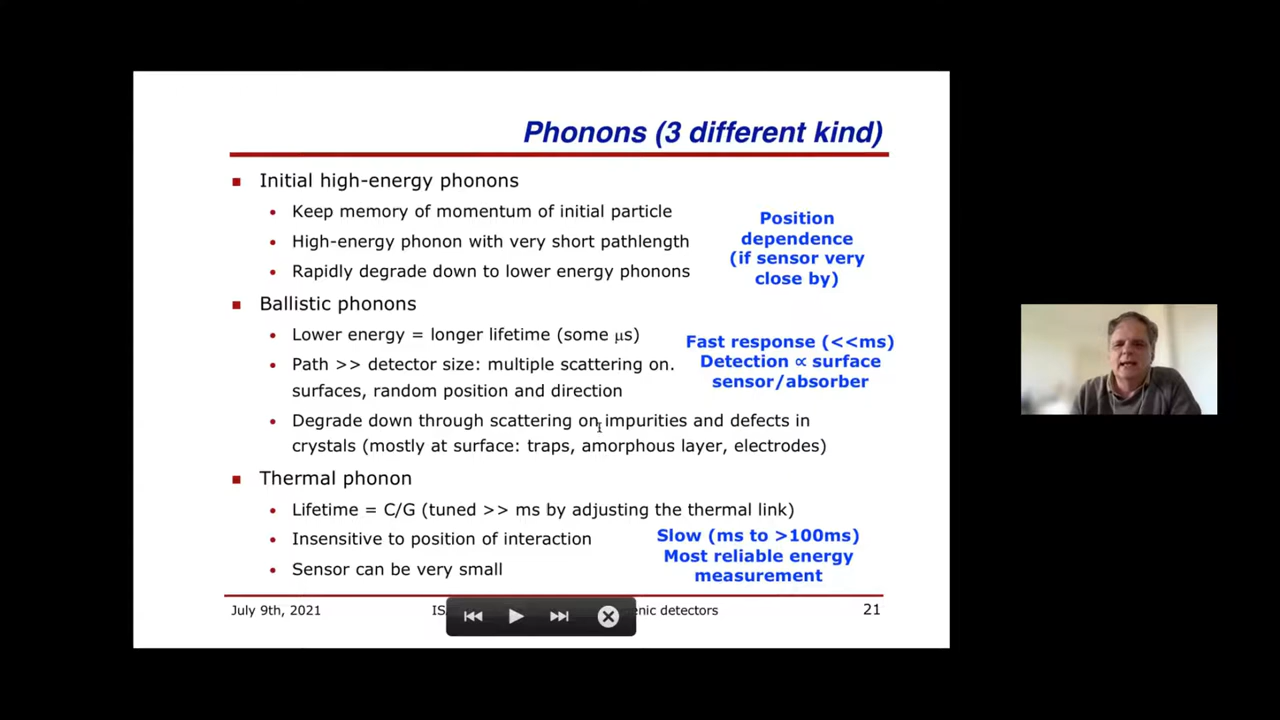 Phonons (3 different kind)
Initial high-energy phonons
Keep memory of momentum of initial particle
High-energy phonon with very short pathlength
Rapidly degrade down to lower energy phonons
Position
dependence
(if sensor very
close by)
Ballistic phonons
Lower energy = longer lifetime (some μs)
Path >> detector size: multiple scattering on.
surfaces, random position and direction
Degrade down through scattering on impurities and defects in
crystals (mostly at surface: traps, amorphous layer, electrodes)
Fast response (<<ms)
Detection ∝ surface
sensor/absorber
Thermal phonon
Lifetime = C/G (tuned >> ms by adjusting the thermal link)
Insensitive to position of interaction
Sensor can be very small
Slow (ms to >100ms)
Most reliable energy
measurement
July 9th, 2021
detectors
21